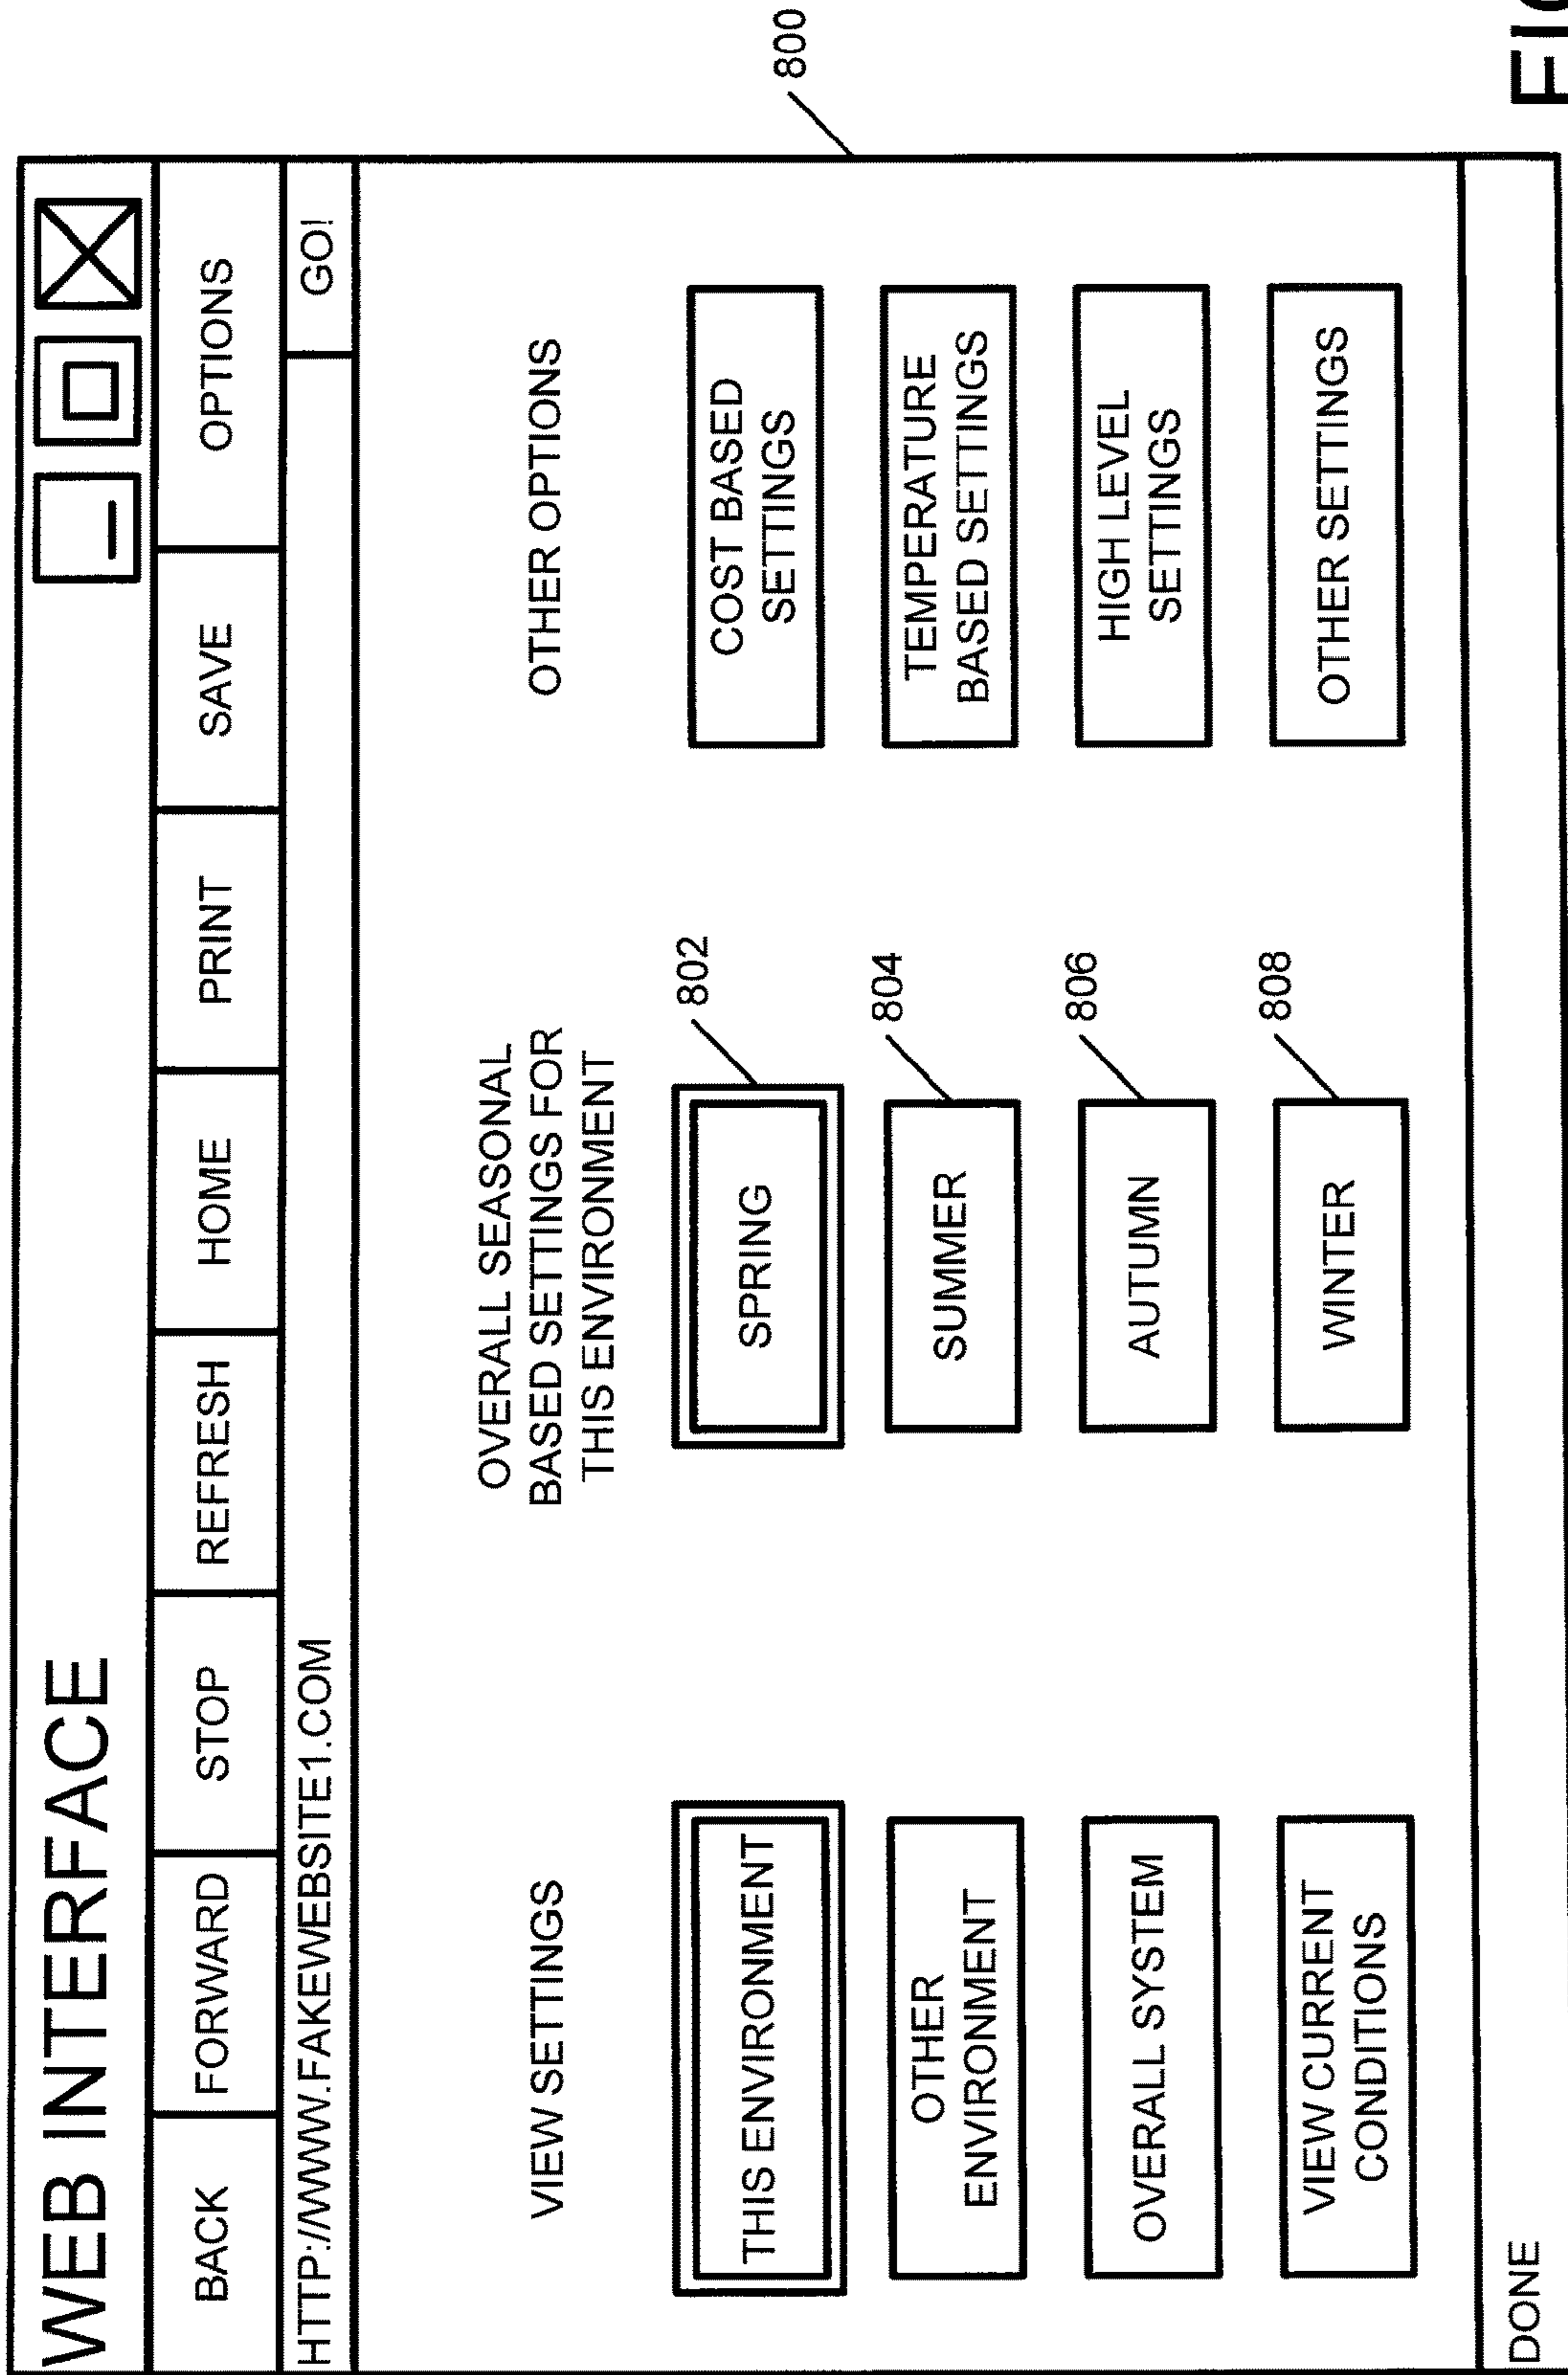 WEB INTERFACE
BACK
FORWARD
STOP
REFRESH
HOME
PRINT
SAVE
OPTIONS
HTTP://WWW.FAKEWEBSITE1.COM
GO!
VIEW SETTINGS
THIS ENVIRONMENT
OTHER
ENVIRONMENT
OVERALL SYSTEM
VIEW CURRENT
CONDITIONS
OVERALL SEASONAL
BASED SETTINGS FOR
THIS ENVIRONMENT
SPRING
802
SUMMER
804
AUTUMN
806
WINTER
808
OTHER OPTIONS
COST BASED
SETTINGS
TEMPERATURE
BASED SETTINGS
HIGH LEVEL
SETTINGS
OTHER SETTINGS
800
DONE